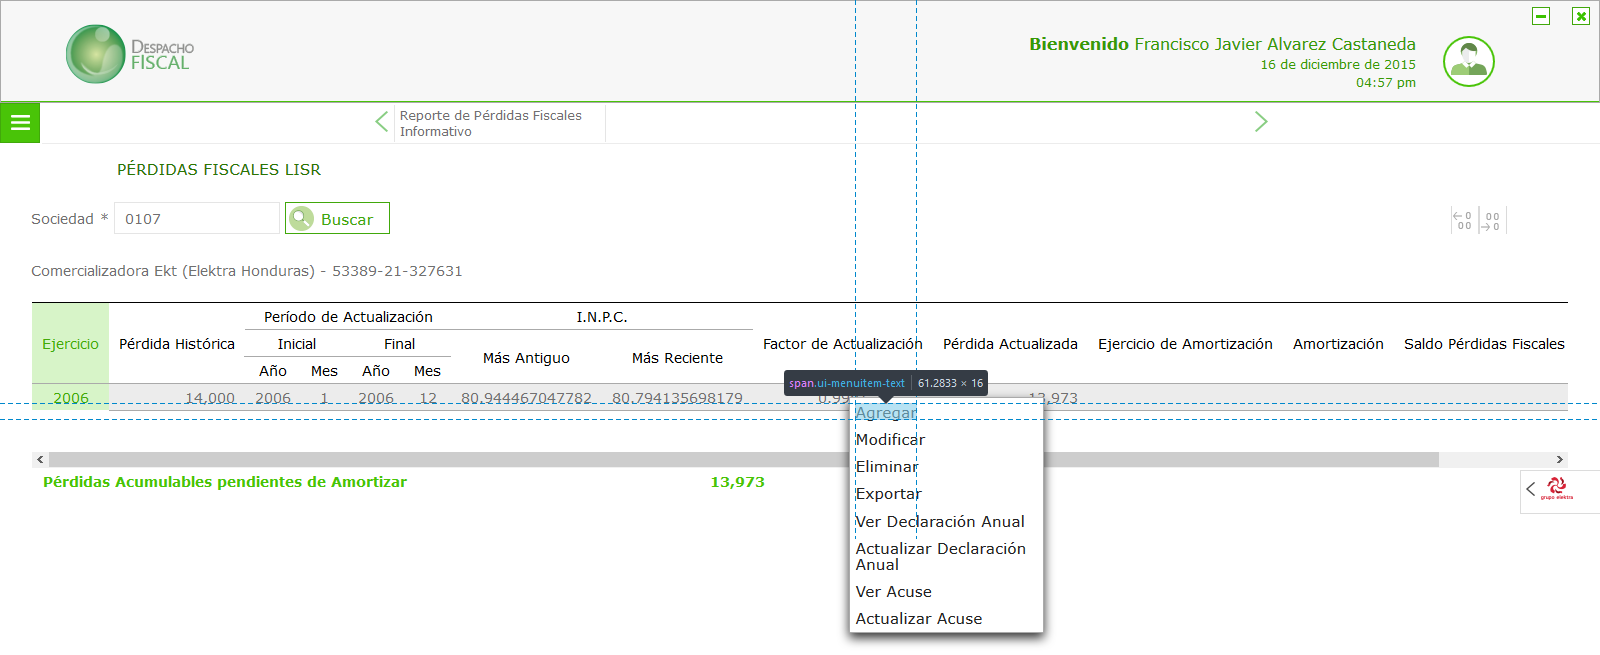 DESPACHO
FISCAL
Bienvenido Francisco Javier Alvarez Castaneda
16 de diciembre de 2015
04:57 pm
Reporte de Pérdidas Fiscales
Informativo
PÉRDIDAS FISCALES LISR
Sociedad * 0107 Buscar
←0 00
00 →0
Comercializadora Ekt (Elektra Honduras) - 53389-21-327631
Período de Actualización I.N.P.C.
Ejercicio Pérdida Histórica Inicial Final Más Antiguo Más Reciente Factor de Actualización Pérdida Actualizada Ejercicio de Amortización Amortización Saldo Pérdidas Fiscales
Año Mes Año Mes
span.ui-menuitem-text 61.2833 × 16
2006 14,000 2006 1 2006 12 80.944467047782 80.794135698179 13,973
Agregar
Modificar
Eliminar
Exportar
Ver Declaración Anual
Actualizar Declaración
Anual
Ver Acuse
Actualizar Acuse
Pérdidas Acumulables pendientes de Amortizar 13,973
grupo elektra